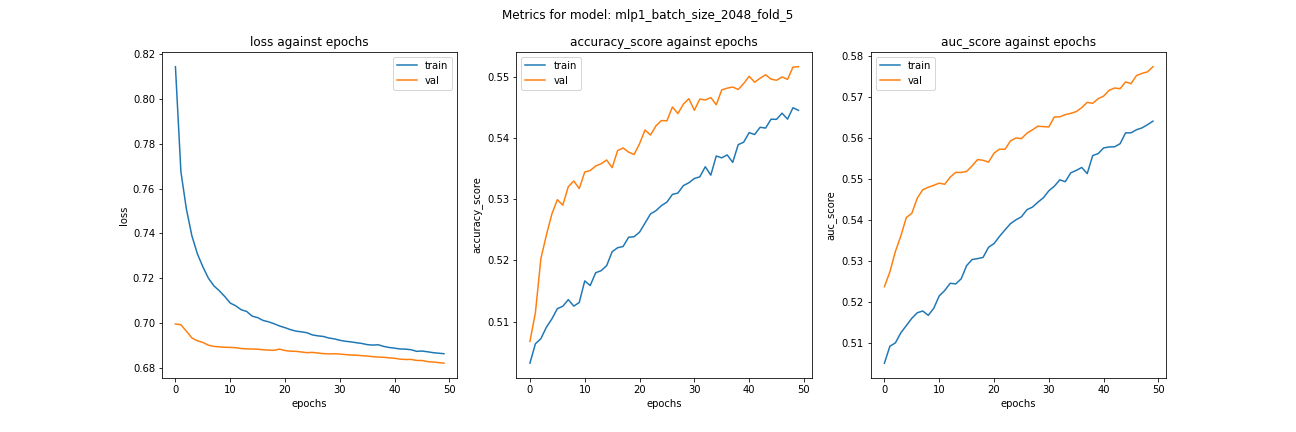 Metrics for model: mlp1_batch_size_2048_fold_5
loss against epochs
0.82
0.80
0.78
0.76
0.74
0.72
0.70
0.68
loss
0
10
20
30
40
50
epochs
train
val
accuracy_score against epochs
0.55
0.54
0.53
0.52
0.51
accuracy_score
0
10
20
30
40
50
epochs
train
val
auc_score against epochs
0.58
0.57
0.56
0.55
0.54
0.53
0.52
0.51
auc_score
0
10
20
30
40
50
epochs
train
val